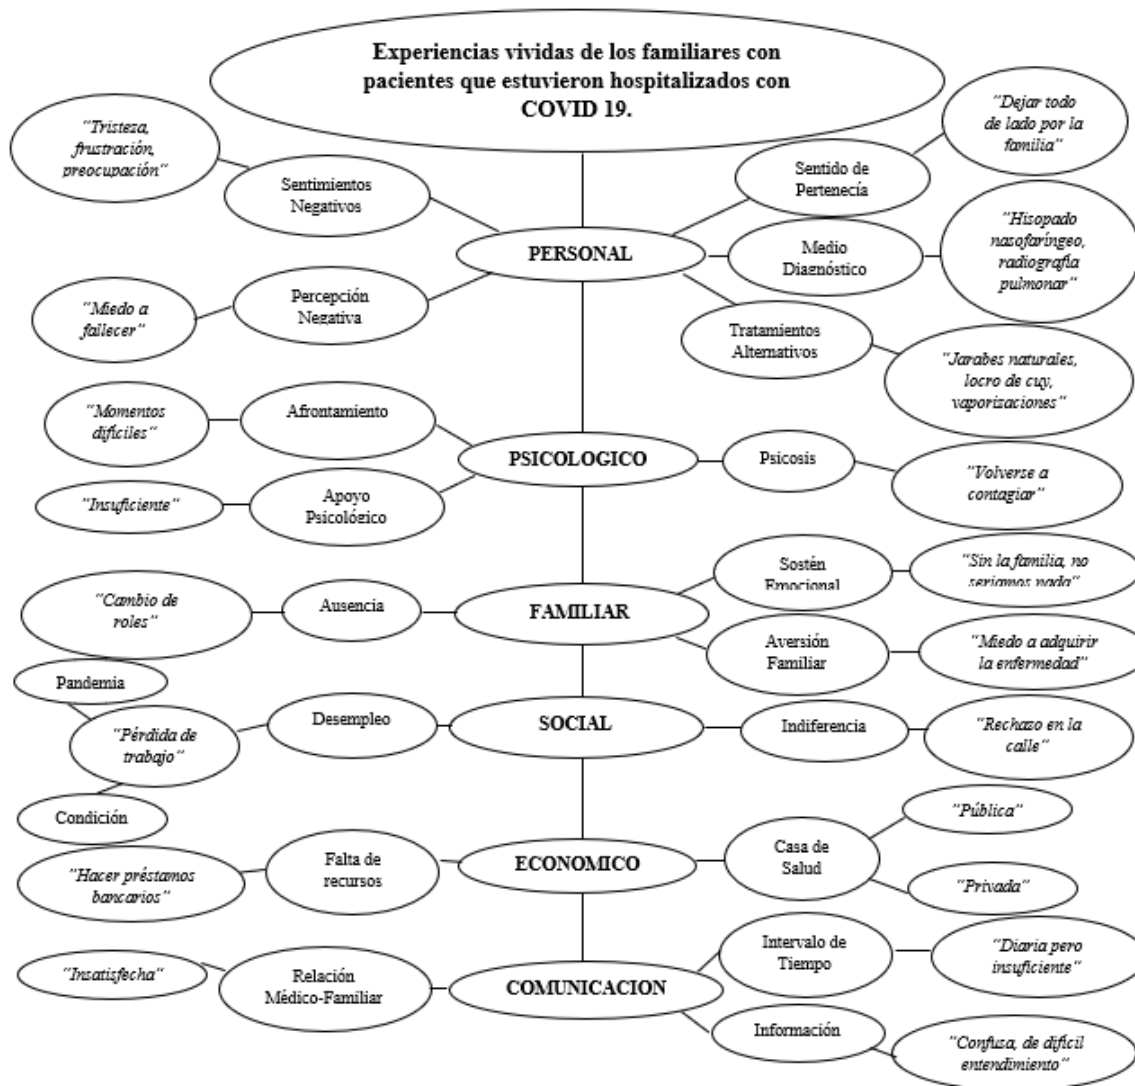 Experiencias vividas de los familiares con
pacientes que estuvieron hospitalizados con
COVID 19.
"Tristeza,
frustración,
preocupación"
Sentimientos
Negativos
"Miedo a
fallecer"
Percepción
Negativa
PERSONAL
Sentido de
Pertenecía
"Dejar todo
de lado por la
familia"
Medio
Diagnóstico
"Hisopado
nasofaríngeo,
radiografía
pulmonar"
Tratamientos
Alternativos
"Jarabes naturales,
locro de cuy,
vaporizaciones"
"Momentos
difíciles"
Afrontamiento
"Insuficiente"
Apoyo
Psicológico
PSICOLOGICO
Psicosis
"Volverse a
contagiar"
"Cambio de
roles"
Ausencia
FAMILIAR
Sostén
Emocional
"Sin la familia, no
seriamos nada"
Aversión
Familiar
"Miedo a adquirir
la enfermedad"
Pandemia
"Pérdida de
trabajo"
Condición
Desempleo
SOCIAL
Indiferencia
"Rechazo en la
calle"
"Hacer préstamos
bancarios"
Falta de
recursos
ECONOMICO
Casa de
Salud
"Pública"
"Privada"
"Insatisfecha"
Relación
Médico-Familiar
COMUNICACION
Intervalo de
Tiempo
"Diaria pero
insuficiente"
Información
"Confusa, de difícil
entendimiento"